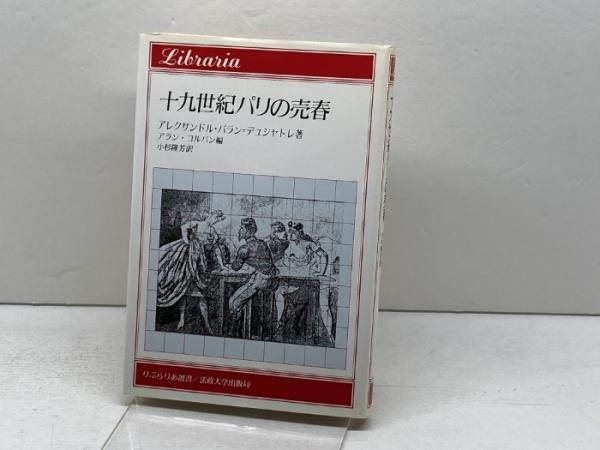 Libraria
十九世紀パリの売春
アレクサンドル・パラン=デュシャトレ著
アラン・コルバン編
小杉隆芳訳
りぶらりあ選書/法政大学出版局